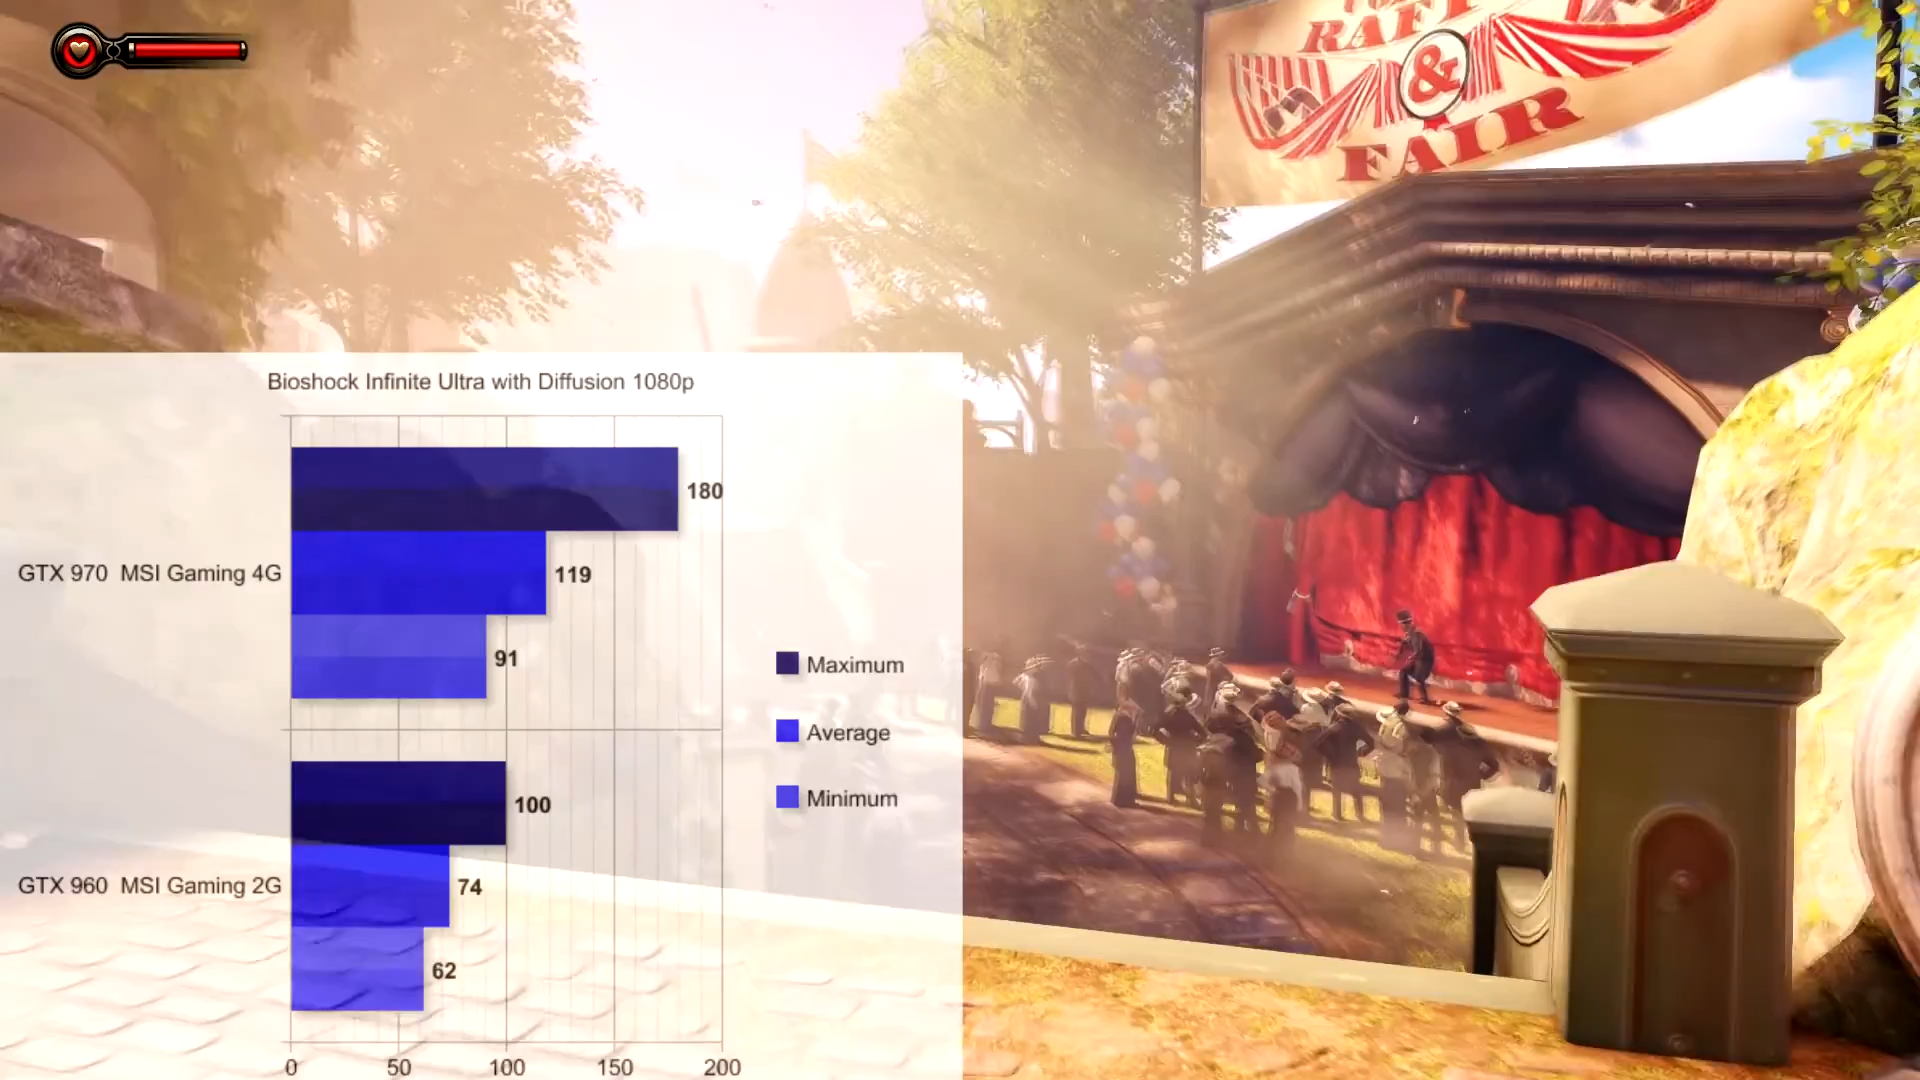 RAFT
&
FAIR
Bioshock Infinite Ultra with Diffusion 1080p
180
GTX 970 MSI Gaming 4G
119
91
Maximum
Average
Minimum
100
GTX 960 MSI Gaming 2G
74
62
0 50 100 150 200